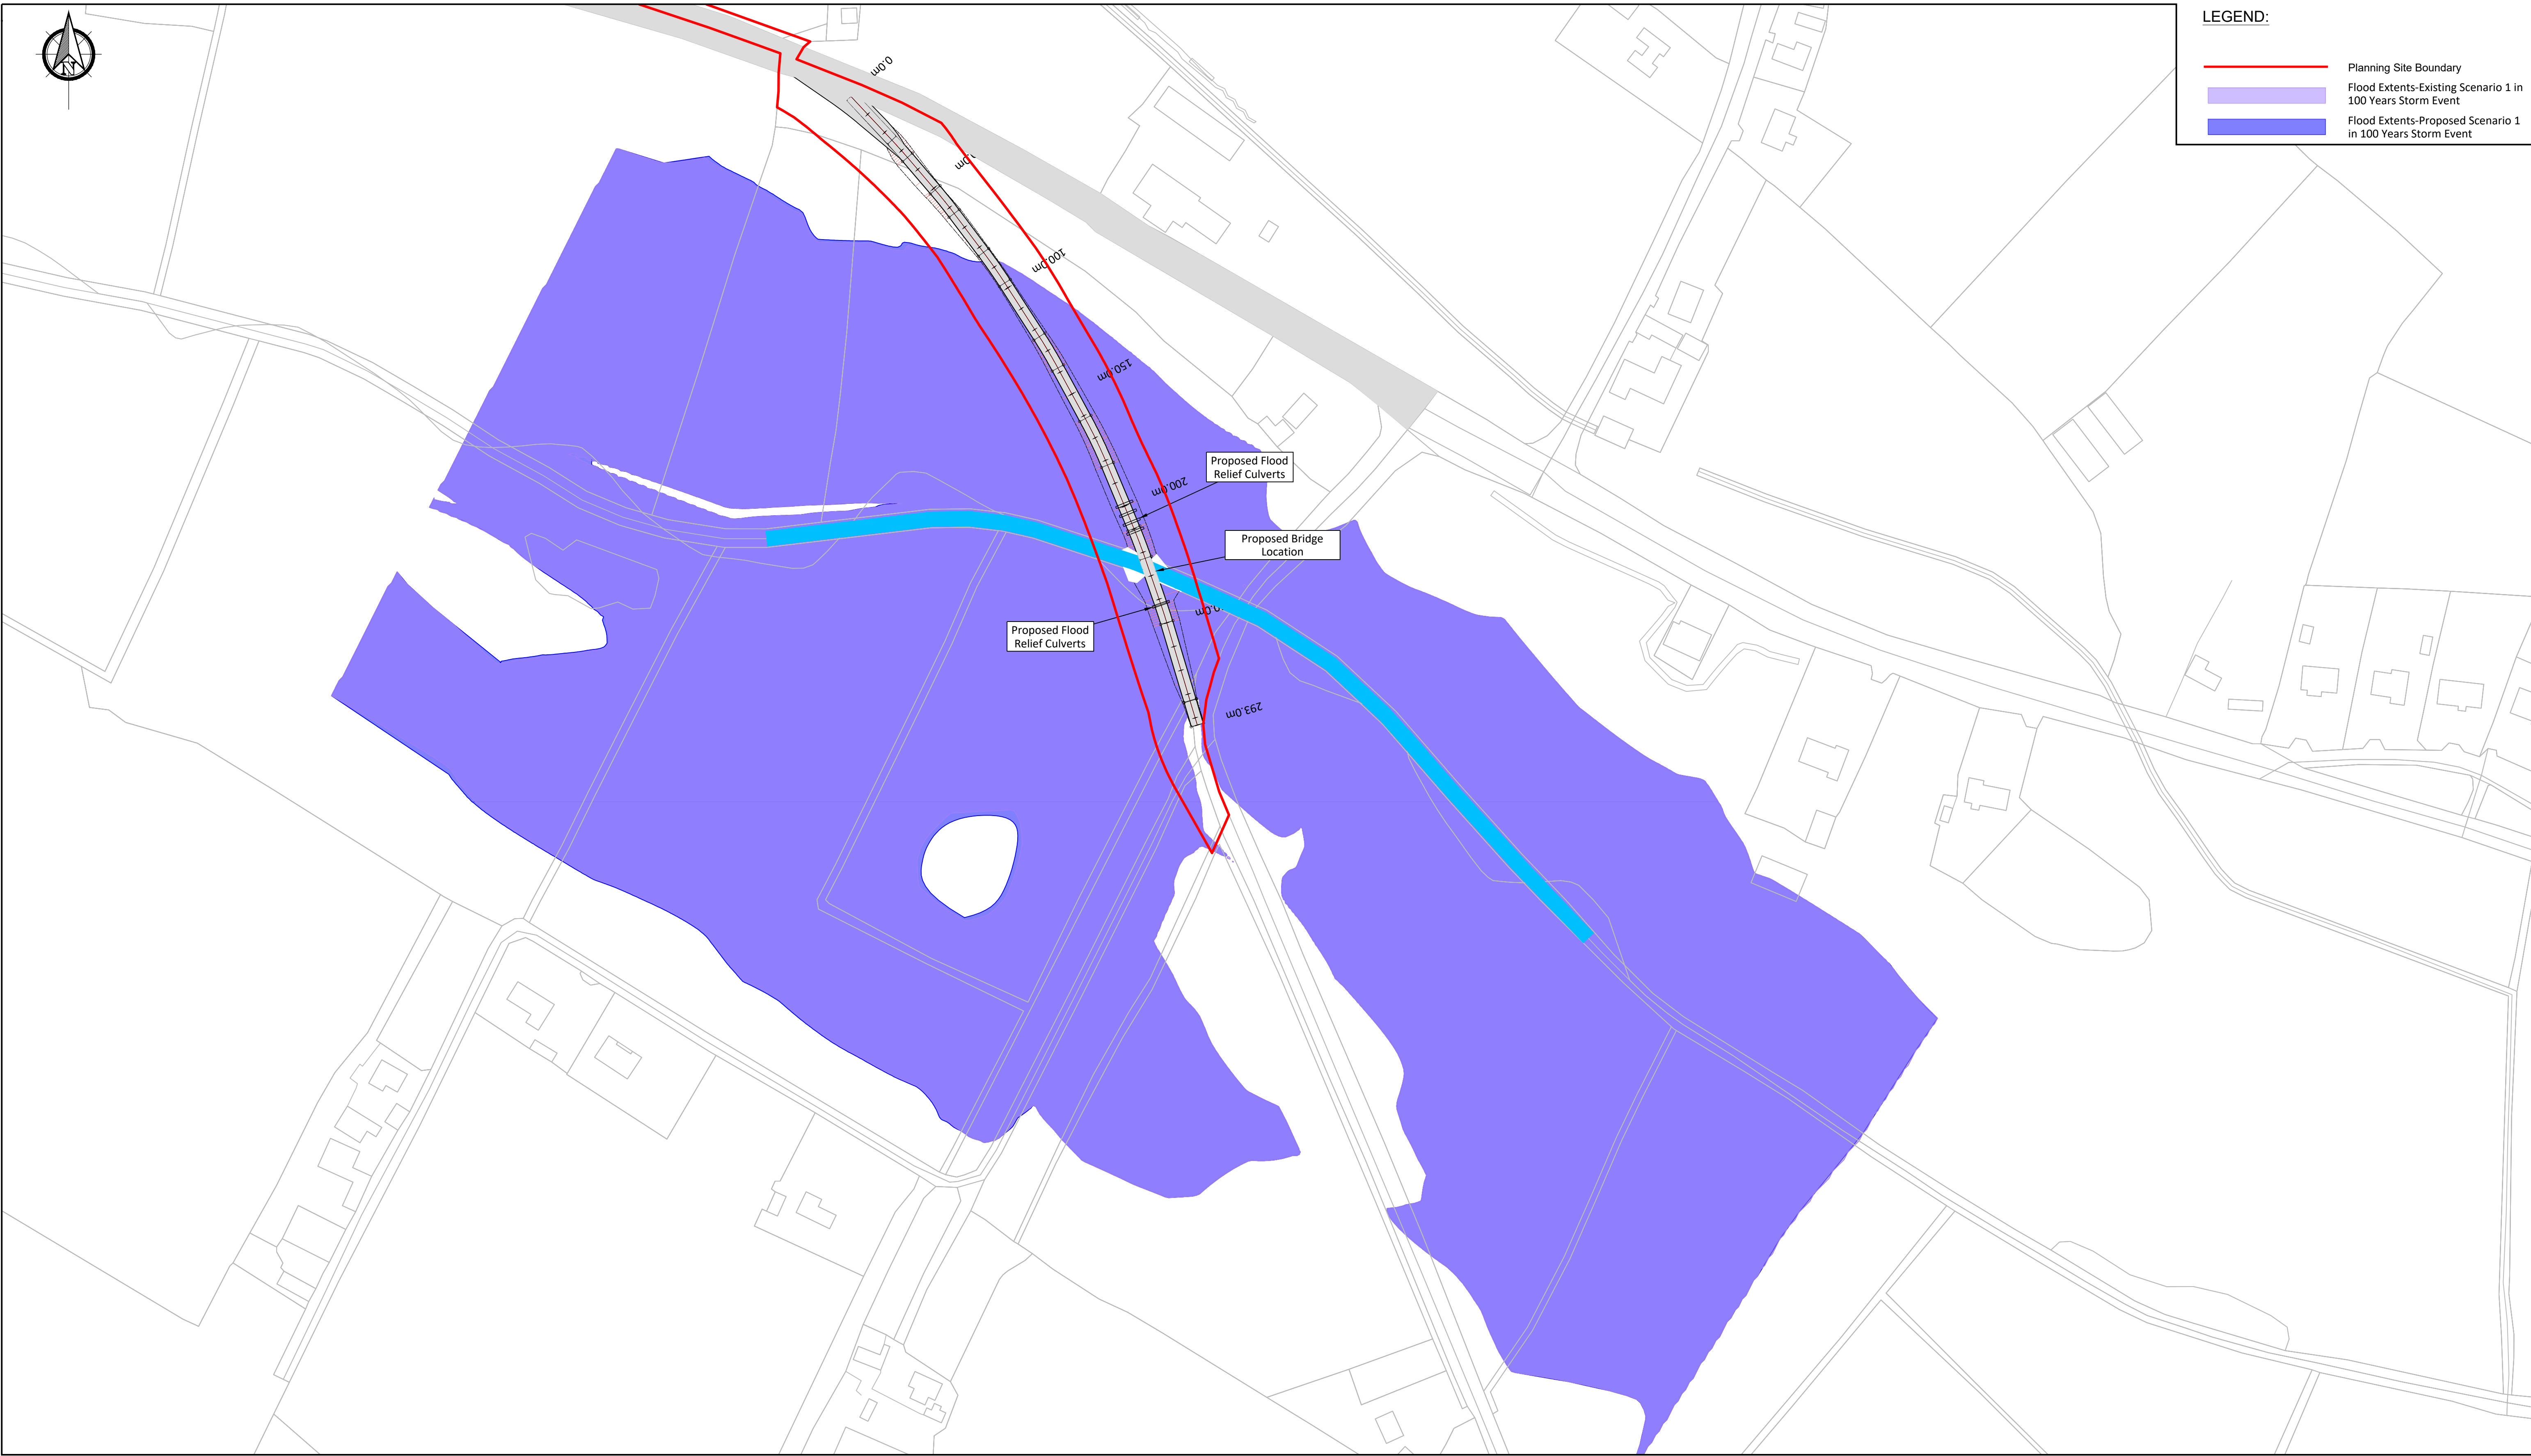 N
LEGEND:
Planning Site Boundary
Flood Extents-Existing Scenario 1 in
100 Years Storm Event
Flood Extents-Proposed Scenario 1
in 100 Years Storm Event
0.0m
100.0m
150.0m
200.0m
Proposed Flood
Relief Culverts
Proposed Bridge
Location
Proposed Flood
Relief Culverts
293.0m